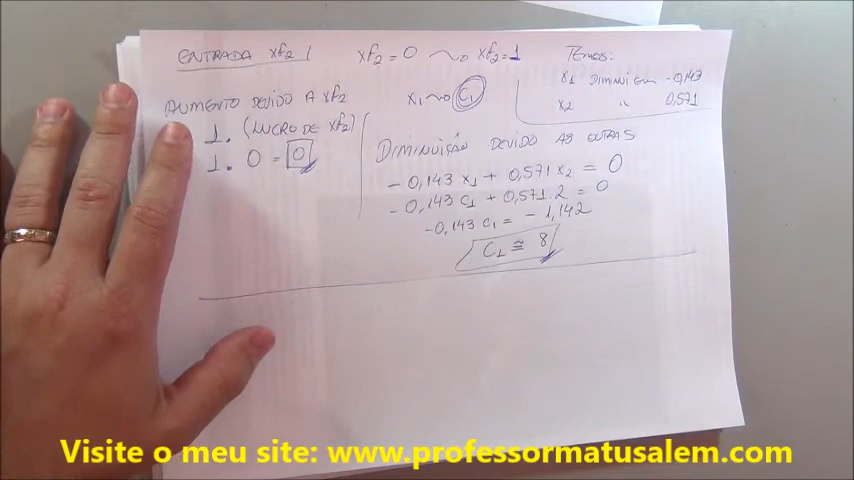 ENTRADA xf2 !
xf2 = 0 ~→ xf2 = 1
Temos:
x1 DIMINUI EM -0,143
x2 " 0,571
AUMENTO DEVIDO A xf2
1. (LUCRO DE xf2)
1. 0 = 0
x1 ~→ C1
DIMINUIÇÃO DEVIDO AS OUTRAS
- 0,143 x1 + 0,571 x2 = 0
- 0,143 C1 + 0,571 . 2 = 0
-0,143 C1 = - 1,142
C1 ≅ 8
Visite o meu site: www.professormatusalem.com